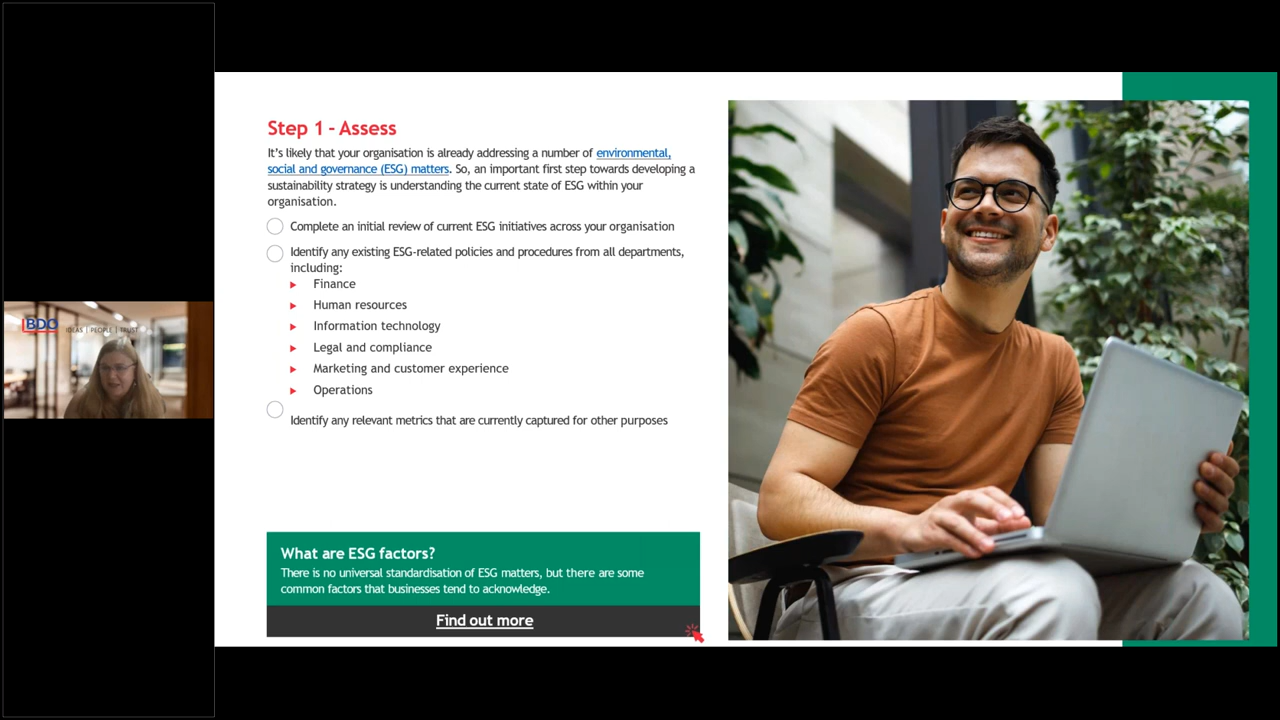 BDO IDEAS | PEOPLE | TRUST
Step 1 - Assess
It’s likely that your organisation is already addressing a number of environmental,
social and governance (ESG) matters. So, an important first step towards developing a
sustainability strategy is understanding the current state of ESG within your
organisation.
Complete an initial review of current ESG initiatives across your organisation
Identify any existing ESG-related policies and procedures from all departments,
including:
Finance
Human resources
Information technology
Legal and compliance
Marketing and customer experience
Operations
Identify any relevant metrics that are currently captured for other purposes
What are ESG factors?
There is no universal standardisation of ESG matters, but there are some
common factors that businesses tend to acknowledge.
Find out more